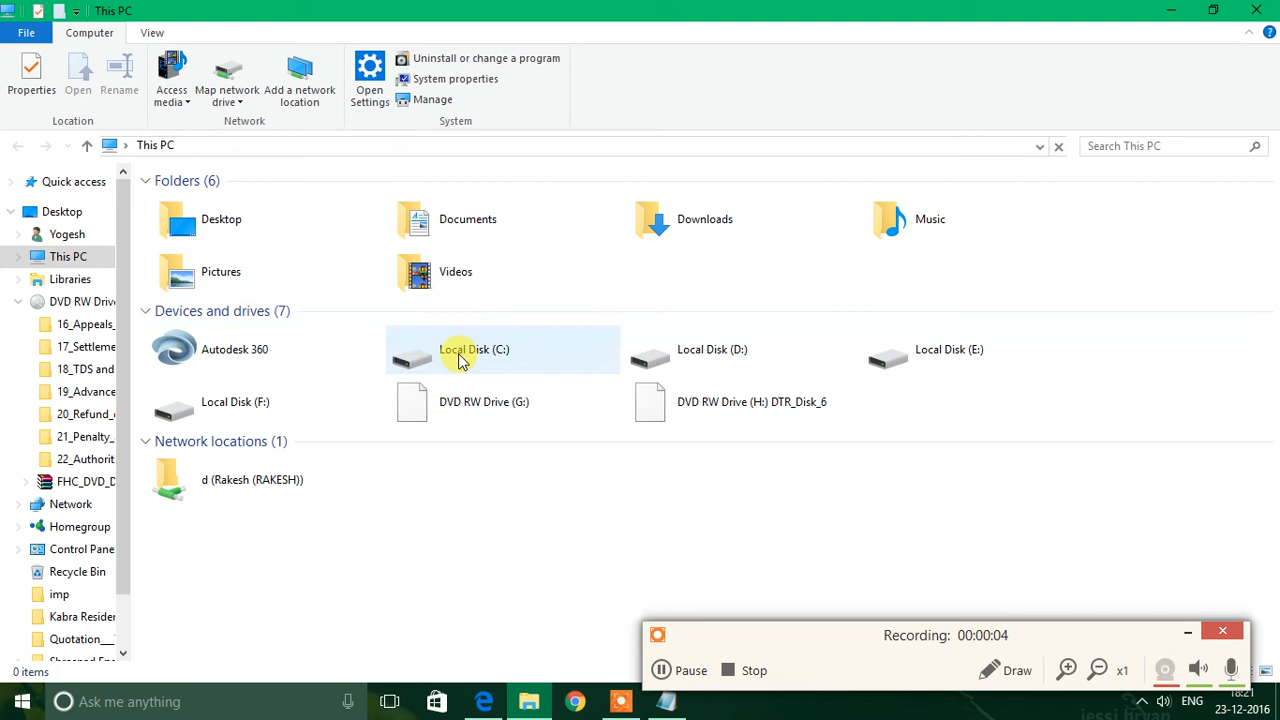 This PC
File
Computer
View
Properties
Open
Rename
Access media
Map network drive
Add a network location
Open Settings
Uninstall or change a program
System properties
Manage
Location
Network
System
This PC
Search This PC
Quick access
Desktop
Yogesh
This PC
Libraries
DVD RW Drive
16_Appeals_
17_Settleme
18_TDS and
19_Advance
20_Refund_
21_Penalty_
22_Authorit
FHC_DVD_D
Network
Homegroup
Control Pane
Recycle Bin
imp
Kabra Resider
Quotation___
Folders (6)
Desktop
Documents
Downloads
Music
Pictures
Videos
Devices and drives (7)
Autodesk 360
Local Disk (C:)
Local Disk (D:)
Local Disk (E:)
Local Disk (F:)
DVD RW Drive (G:)
DVD RW Drive (H:) DTR_Disk_6
Network locations (1)
d (Rakesh (RAKESH))
0 items
Recording: 00:00:04
Pause
Stop
Draw
x1
Ask me anything
ENG
18:21
23-12-2016
jessi bryan